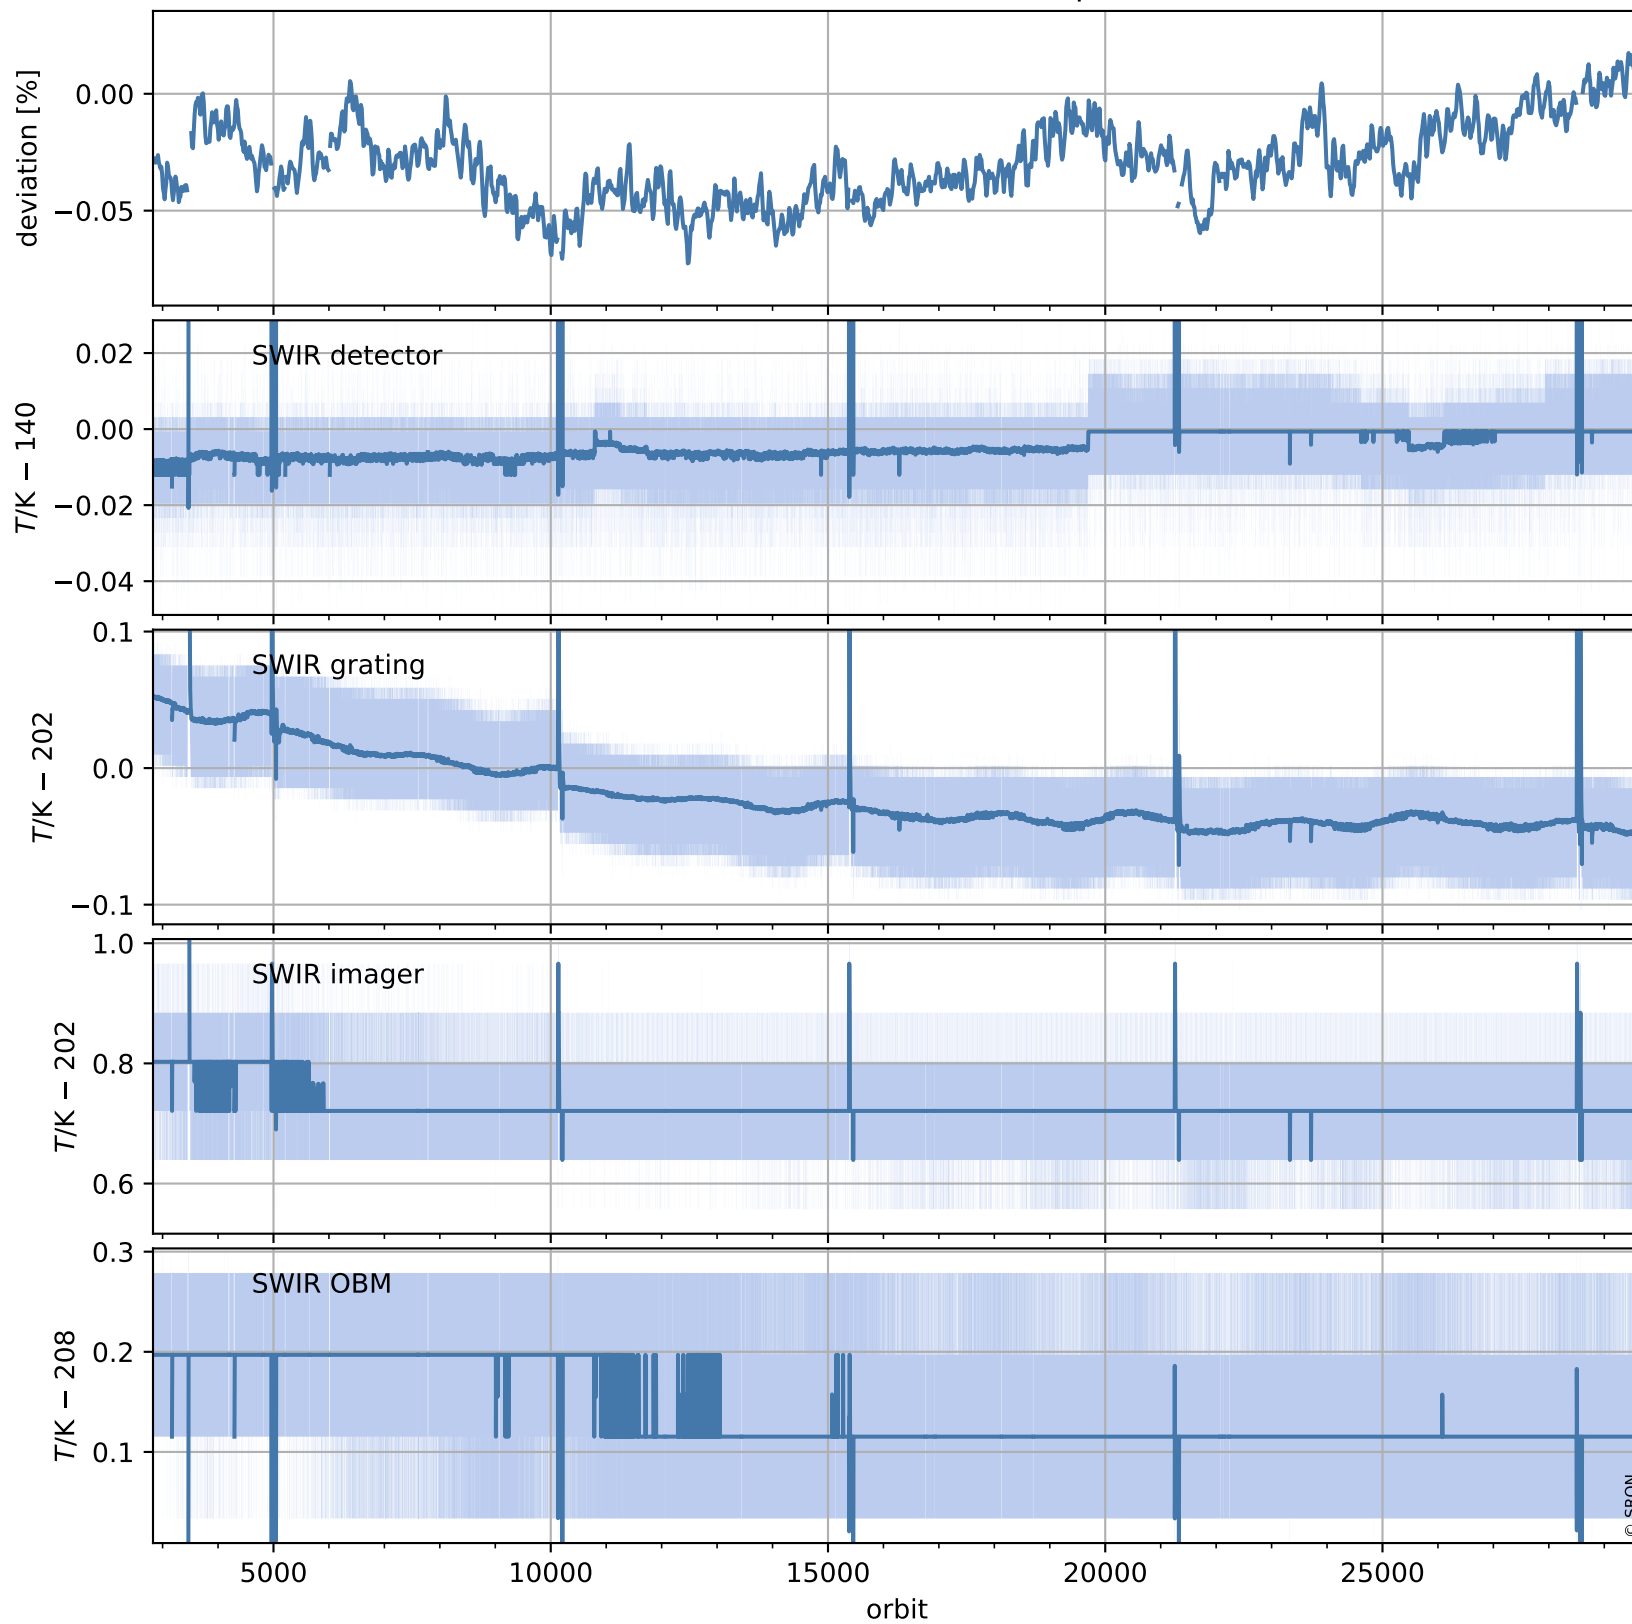 deviation [%]
0.00
−0.05
SWIR detector
T/K − 140
0.02
0.00
−0.02
−0.04
SWIR grating
T/K − 202
0.1
0.0
−0.1
SWIR imager
T/K − 202
1.0
0.8
0.6
SWIR OBM
T/K − 208
0.3
0.2
0.1
© SRON
5000 10000 15000 20000 25000
orbit